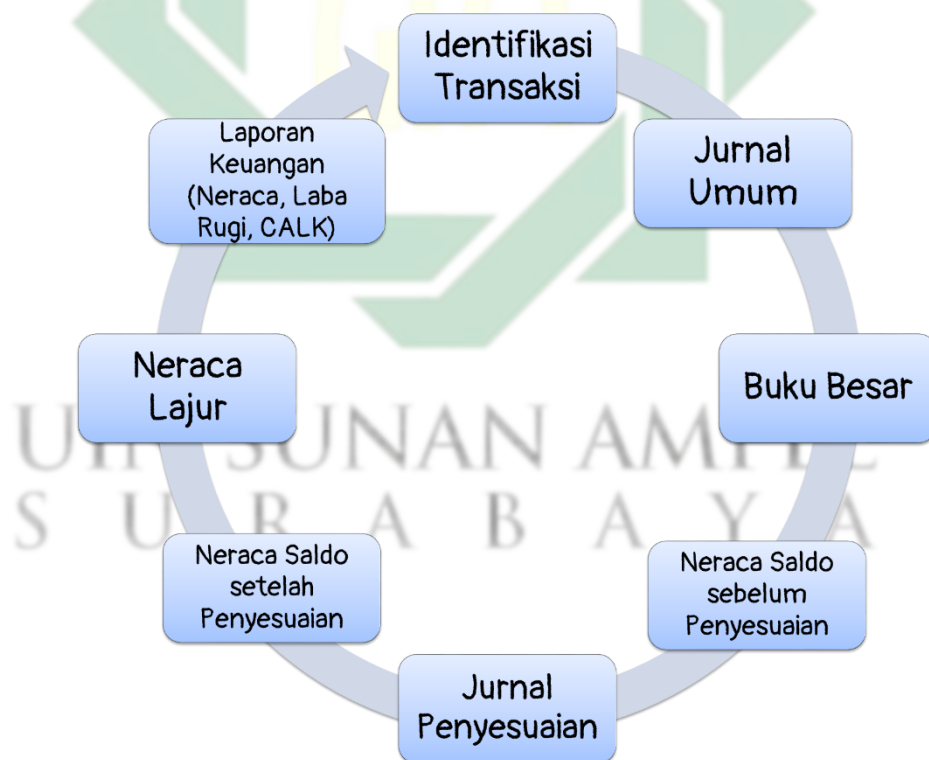 Identifikasi
Transaksi
Jurnal
Umum
Buku Besar
Neraca Saldo
sebelum
Penyesuaian
Jurnal
Penyesuaian
Neraca Saldo
setelah
Penyesuaian
Neraca
Lajur
Laporan
Keuangan
(Neraca, Laba
Rugi, CALK)
UIN SUNAN AMPEL
S U R A B A Y A